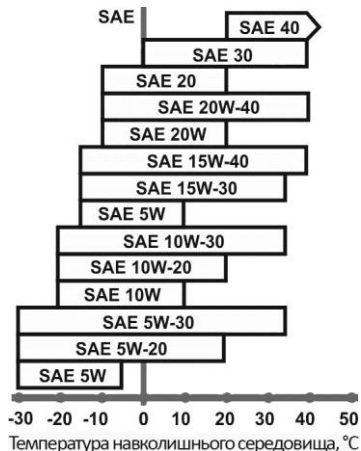 SAE
SAE 40
SAE 30
SAE 20
SAE 20W-40
SAE 20W
SAE 15W-40
SAE 15W-30
SAE 5W
SAE 10W-30
SAE 10W-20
SAE 10W
SAE 5W-30
SAE 5W-20
SAE 5W
-30 -20 -10 0 10 20 30 40 50
Температура навколишнього середовища, °C